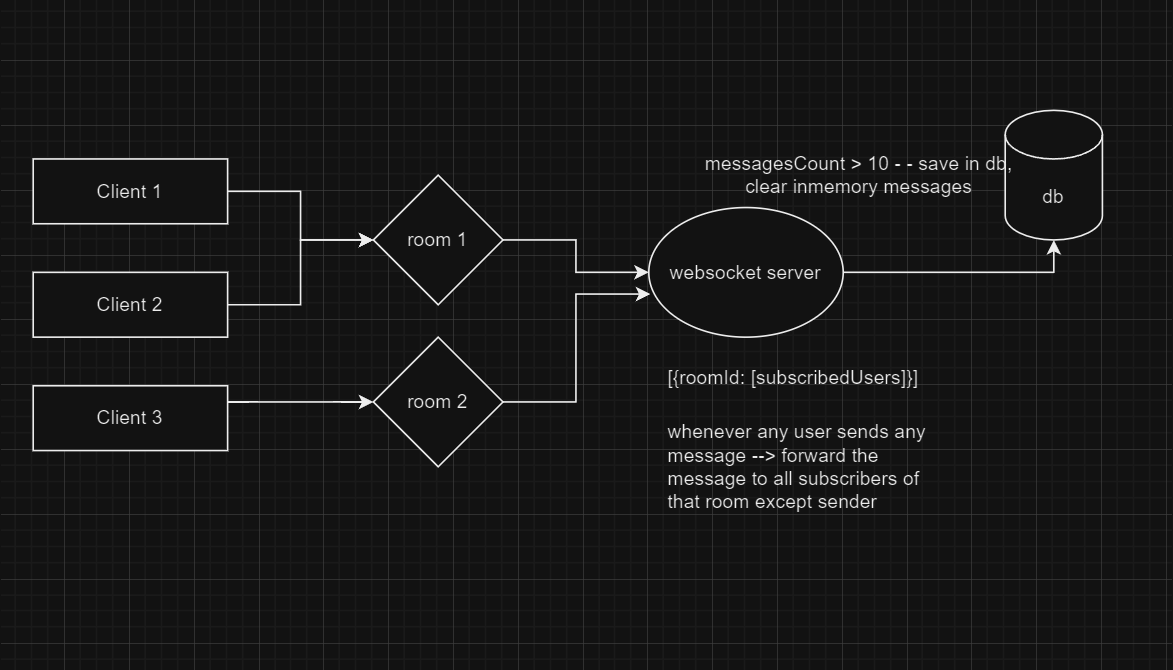 Client 1
Client 2
Client 3
room 1
room 2
messagesCount > 10 - - save in db,
clear inmemory messages
websocket server
db
[{roomId: [subscribedUsers]}]
whenever any user sends any
message --> forward the
message to all subscribers of
that room except sender